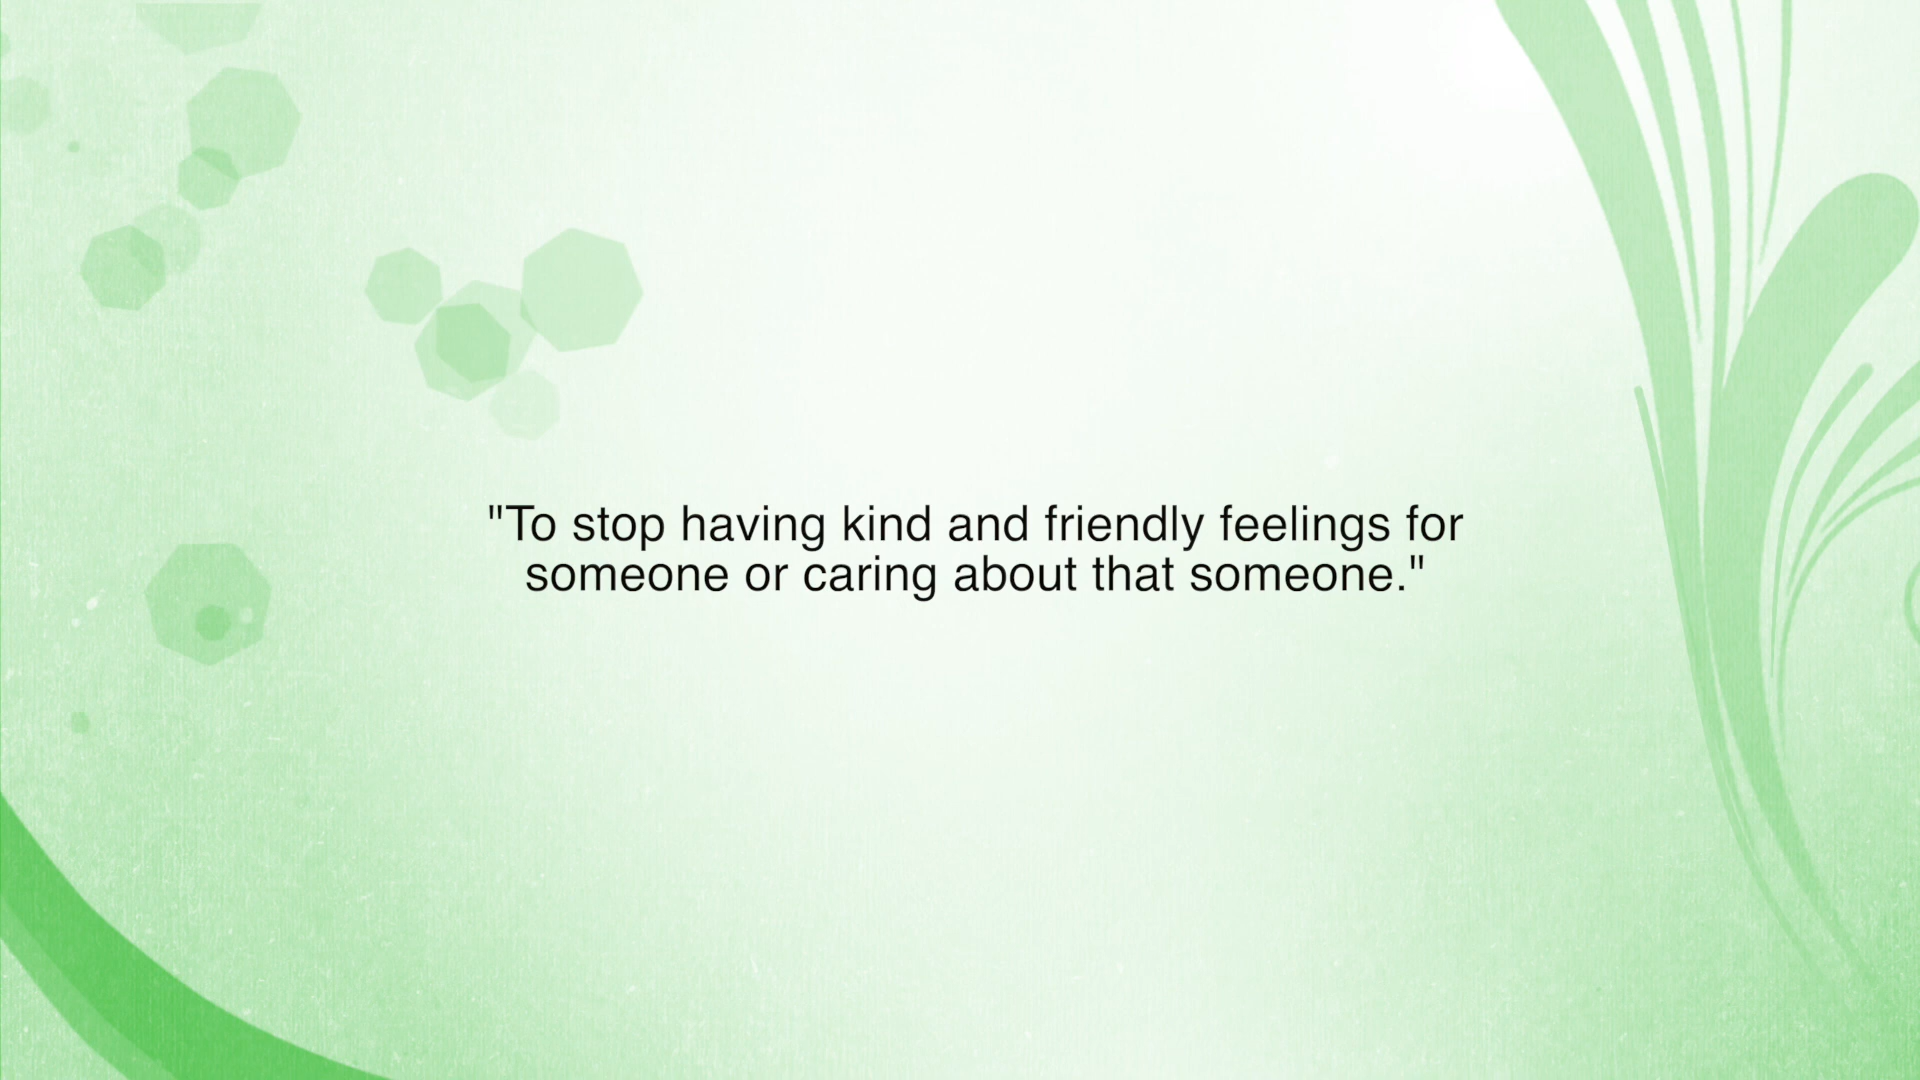 "To stop having kind and friendly feelings for
someone or caring about that someone."